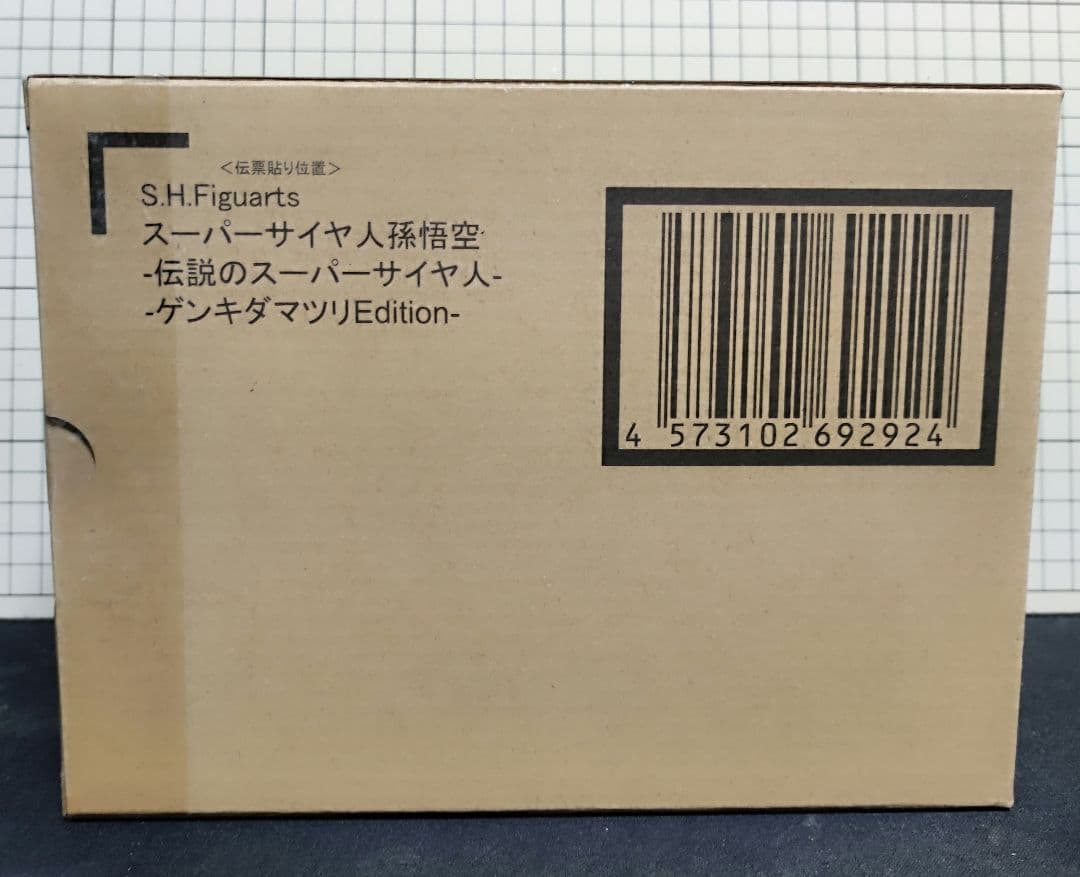 <伝票貼り位置>
S.H.Figuarts
スーパーサイヤ人孫悟空
-伝説のスーパーサイヤ人-
-ゲンキダマツリEdition-
4 573102 692924